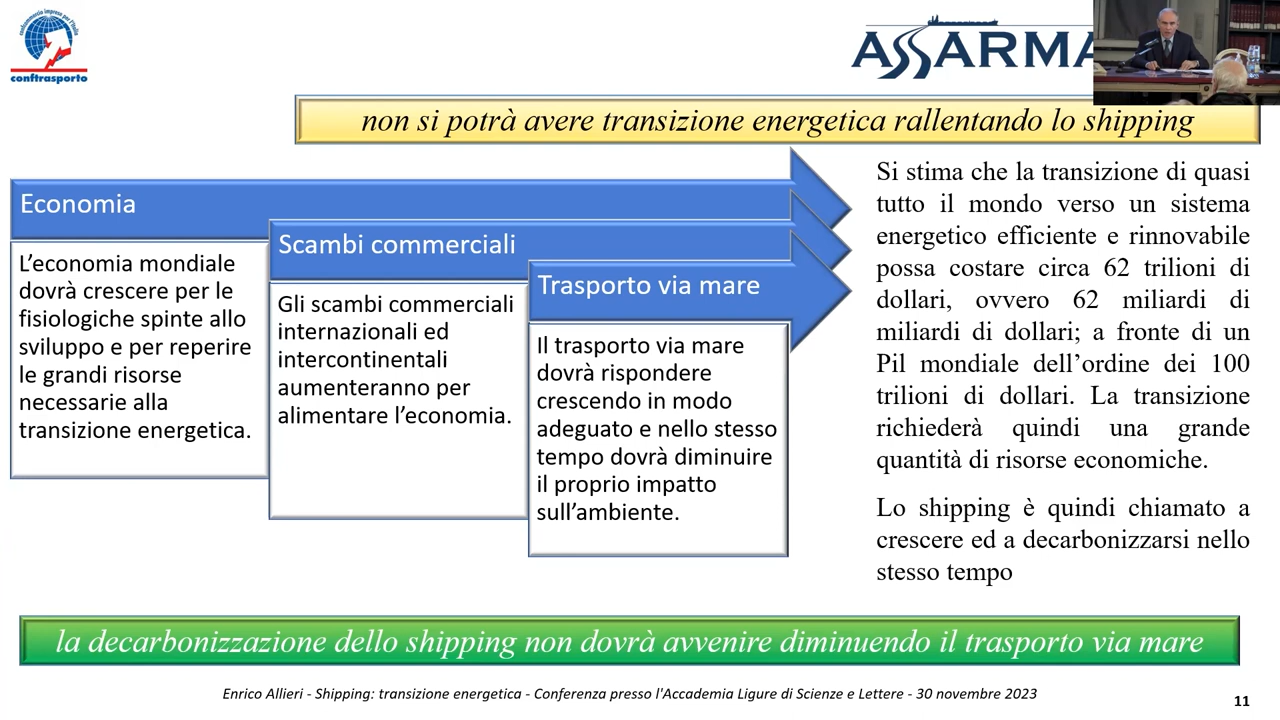 confcommercio imprese per l'italia
conftrasporto
ASSARMA
non si potrà avere transizione energetica rallentando lo shipping
Economia
L’economia mondiale
dovrà crescere per le
fisiologiche spinte allo
sviluppo e per reperire
le grandi risorse
necessarie alla
transizione energetica.
Scambi commerciali
Gli scambi commerciali
internazionali ed
intercontinentali
aumenteranno per
alimentare l’economia.
Trasporto via mare
Il trasporto via mare
dovrà rispondere
crescendo in modo
adeguato e nello stesso
tempo dovrà diminuire
il proprio impatto
sull’ambiente.
Si stima che la transizione di quasi
tutto il mondo verso un sistema
energetico efficiente e rinnovabile
possa costare circa 62 trilioni di
dollari, ovvero 62 miliardi di
miliardi di dollari; a fronte di un
Pil mondiale dell’ordine dei 100
trilioni di dollari. La transizione
richiederà quindi una grande
quantità di risorse economiche.
Lo shipping è quindi chiamato a
crescere ed a decarbonizzarsi nello
stesso tempo
la decarbonizzazione dello shipping non dovrà avvenire diminuendo il trasporto via mare
Enrico Allieri - Shipping: transizione energetica - Conferenza presso l'Accademia Ligure di Scienze e Lettere - 30 novembre 2023
11